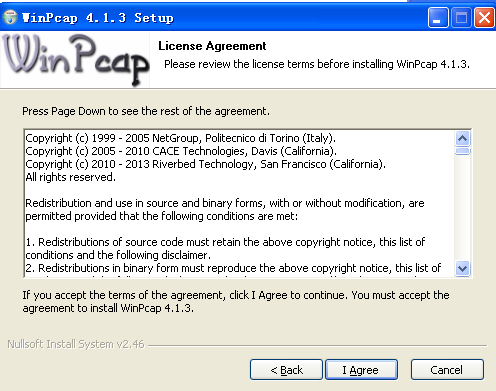 WinPcap 4.1.3 Setup
WinPcap
License Agreement
Please review the license terms before installing WinPcap 4.1.3.
Press Page Down to see the rest of the agreement.
Copyright (c) 1999 - 2005 NetGroup, Politecnico di Torino (Italy).
Copyright (c) 2005 - 2010 CACE Technologies, Davis (California).
Copyright (c) 2010 - 2013 Riverbed Technology, San Francisco (California).
All rights reserved.
Redistribution and use in source and binary forms, with or without modification, are
permitted provided that the following conditions are met:
1. Redistributions of source code must retain the above copyright notice, this list of
conditions and the following disclaimer.
2. Redistributions in binary form must reproduce the above copyright notice, this list of
If you accept the terms of the agreement, click I Agree to continue. You must accept the
agreement to install WinPcap 4.1.3.
Nullsoft Install System v2.46
< Back
I Agree
Cancel